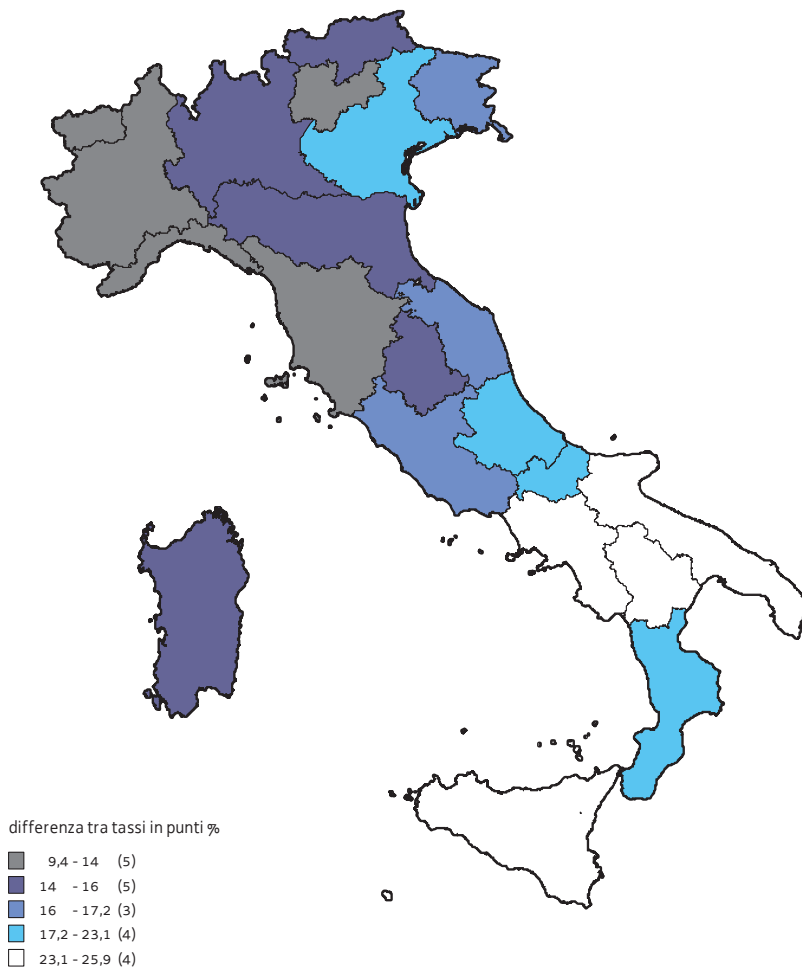 differenza tra tassi in punti %
9,4 - 14 (5)
14 - 16 (5)
16 - 17,2 (3)
17,2 - 23,1 (4)
23,1 - 25,9 (4)